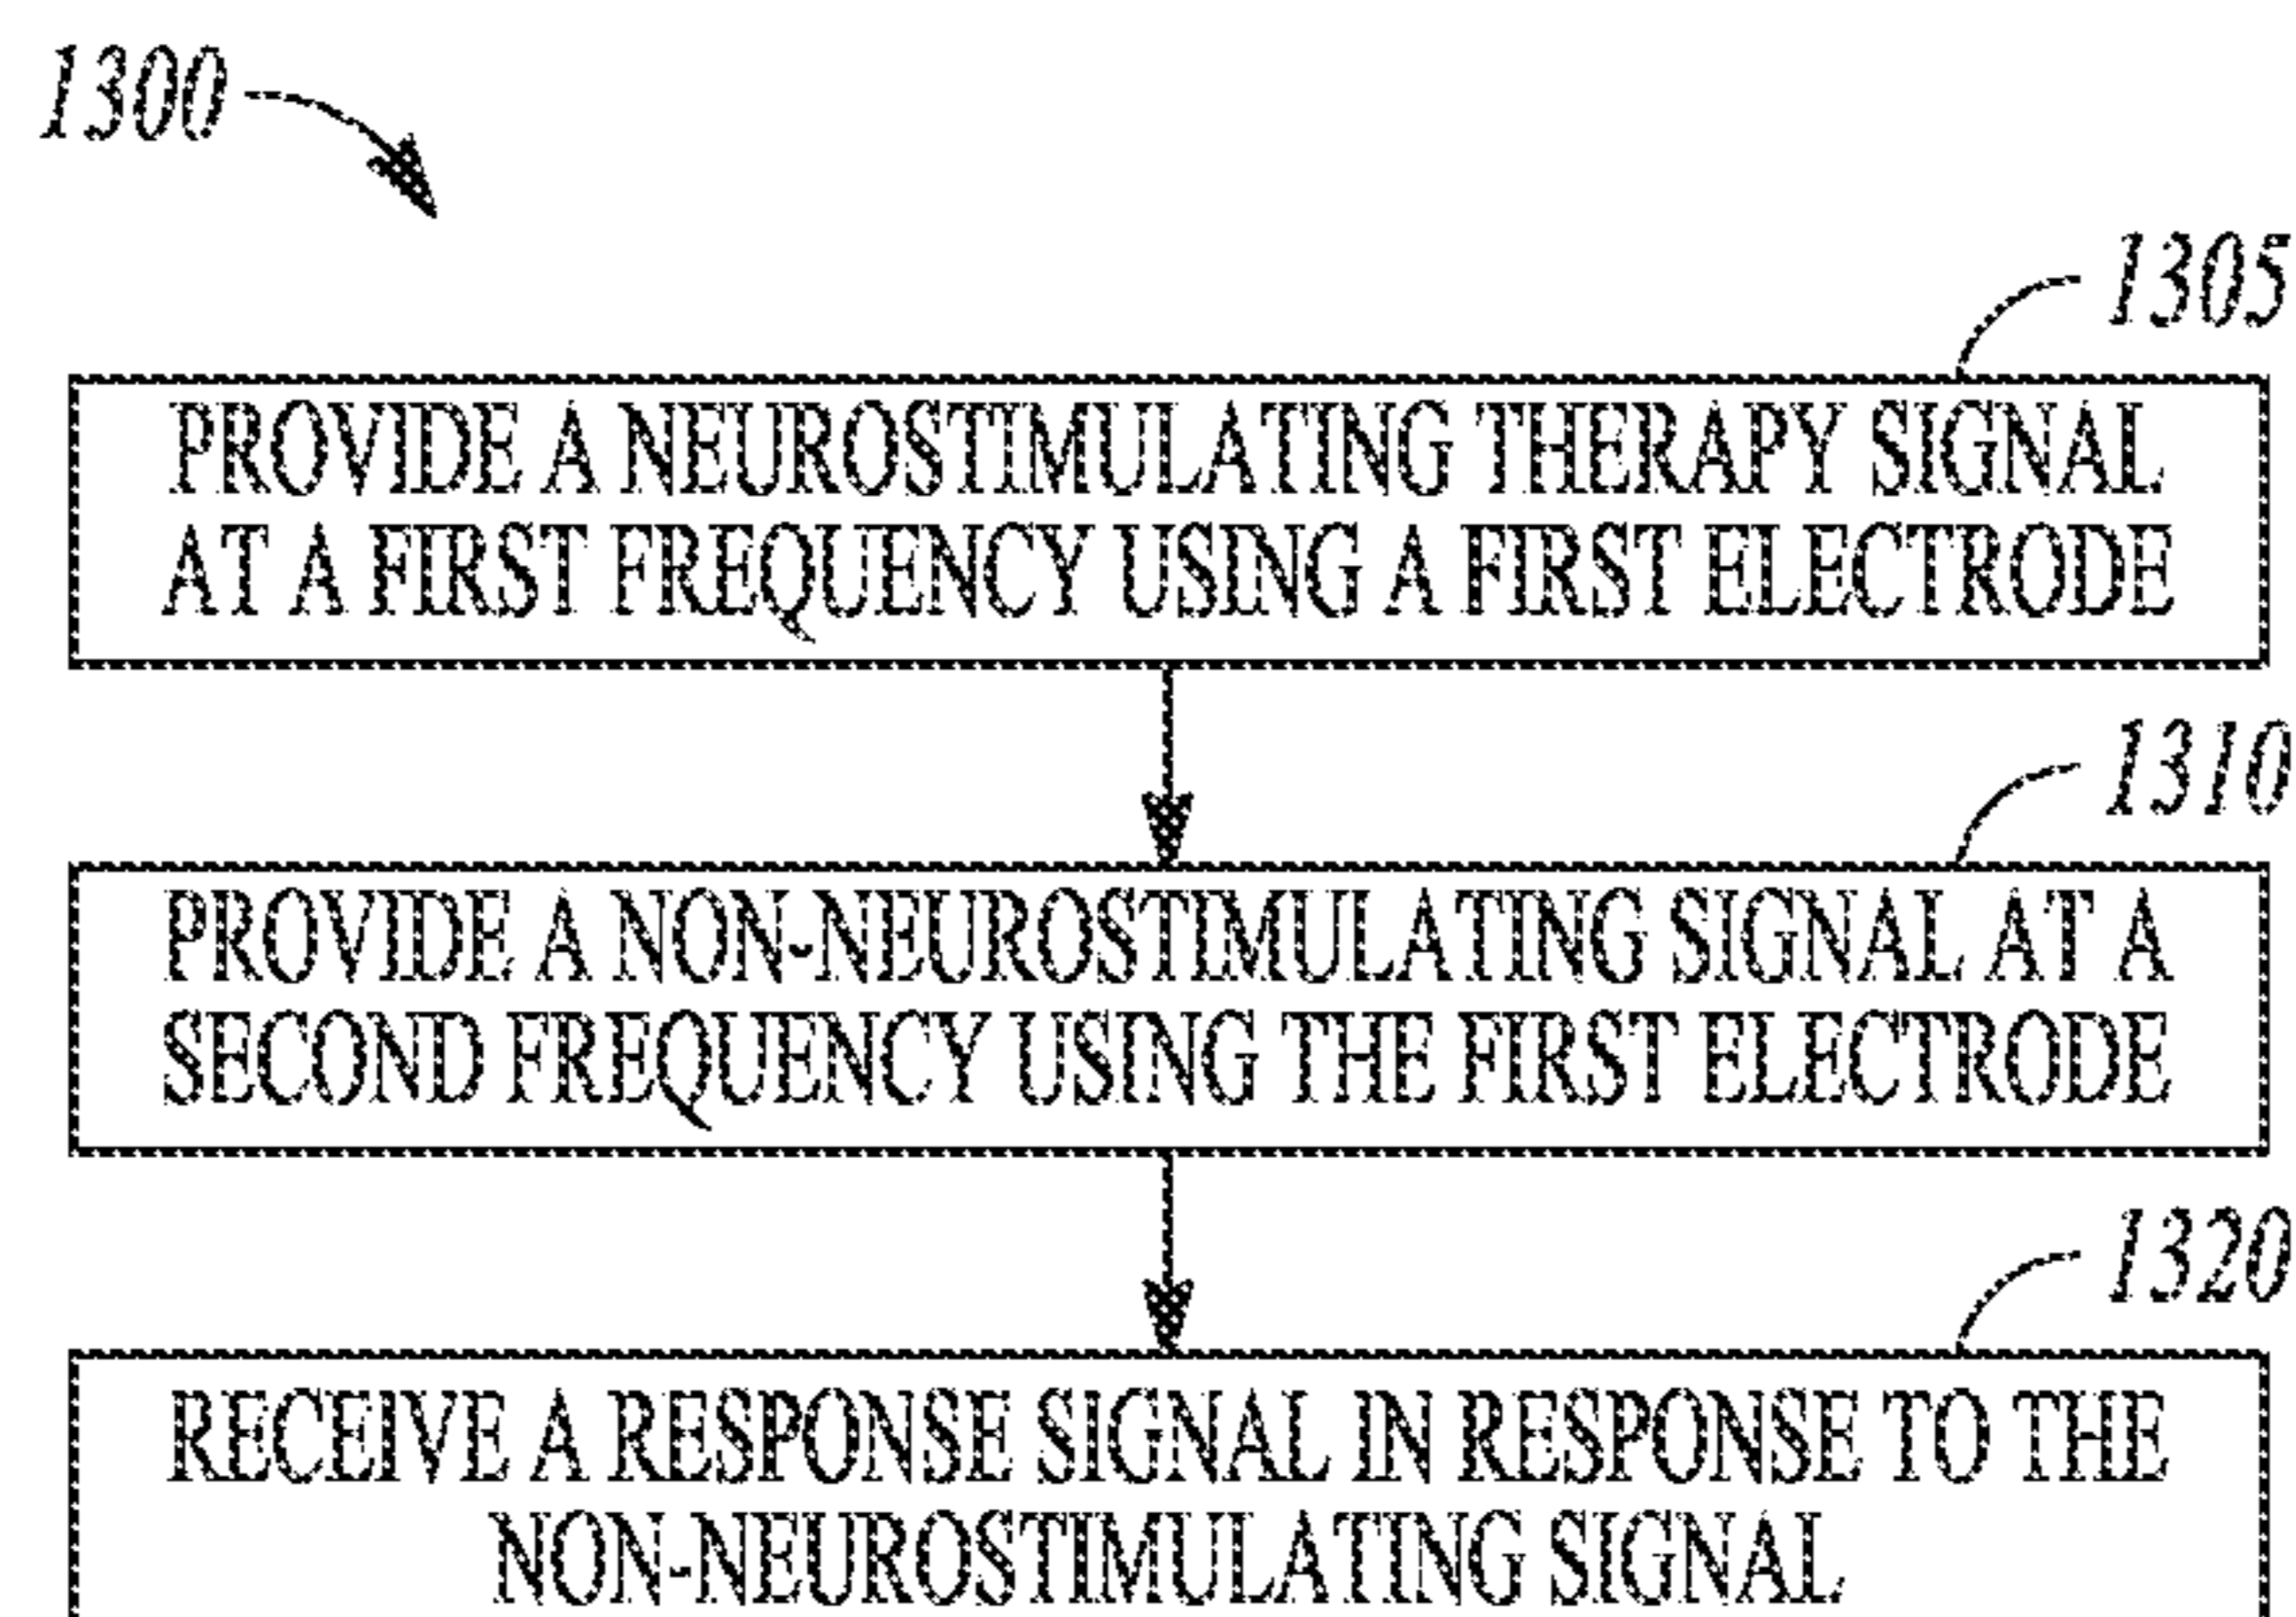 1300
1305
PROVIDE A NEUROSTIMULATING THERAPY SIGNAL
AT A FIRST FREQUENCY USING A FIRST ELECTRODE
1310
PROVIDE A NON-NEUROSTIMULATING SIGNAL AT A
SECOND FREQUENCY USING THE FIRST ELECTRODE
1320
RECEIVE A RESPONSE SIGNAL IN RESPONSE TO THE
NON-NEUROSTIMULATING SIGNAL